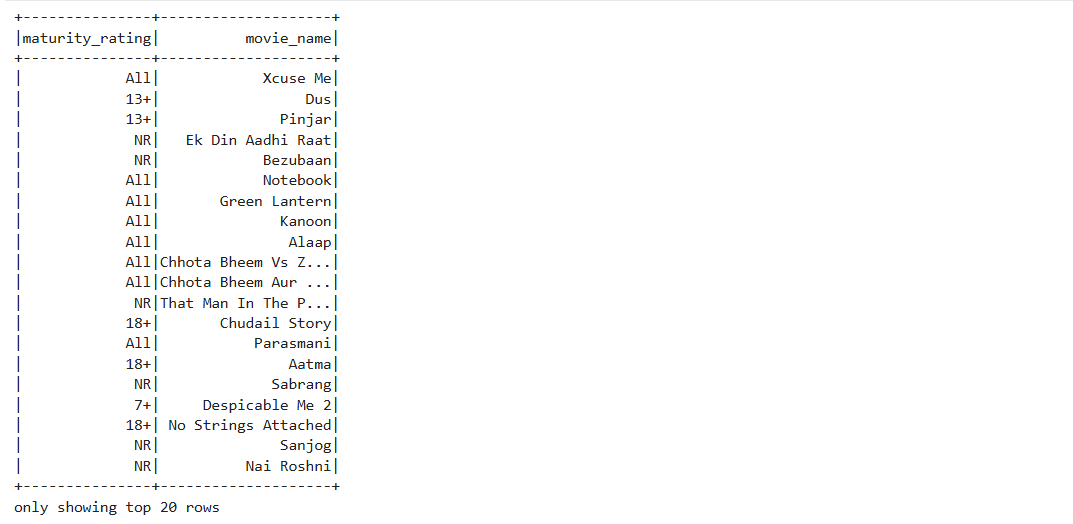 +---------------+--------------------+
|maturity_rating|          movie_name|
+---------------+--------------------+
|            All|           Xcuse Me|
|            13+|                 Dus|
|            13+|              Pinjar|
|             NR|   Ek Din Aadhi Raat|
|             NR|            Bezubaan|
|            All|            Notebook|
|            All|       Green Lantern|
|            All|              Kanoon|
|            All|               Alaap|
|            All|Chhota Bheem Vs Z...|
|            All|Chhota Bheem Aur ...|
|             NR|That Man In The P...|
|            18+|       Chudail Story|
|            All|           Parasmani|
|            18+|               Aatma|
|             NR|             Sabrang|
|             7+|     Despicable Me 2|
|            18+| No Strings Attached|
|             NR|              Sanjog|
|             NR|          Nai Roshni|
+---------------+--------------------+
only showing top 20 rows